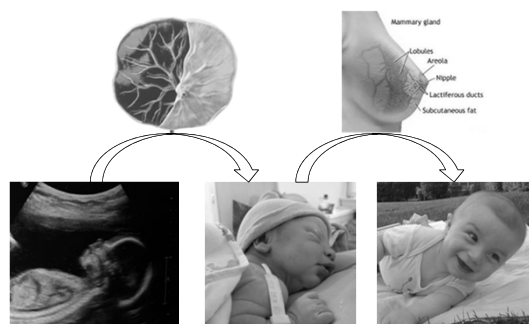 Mammary gland
Lobules
Areola
Nipple
Lactiferous ducts
Subcutaneous fat